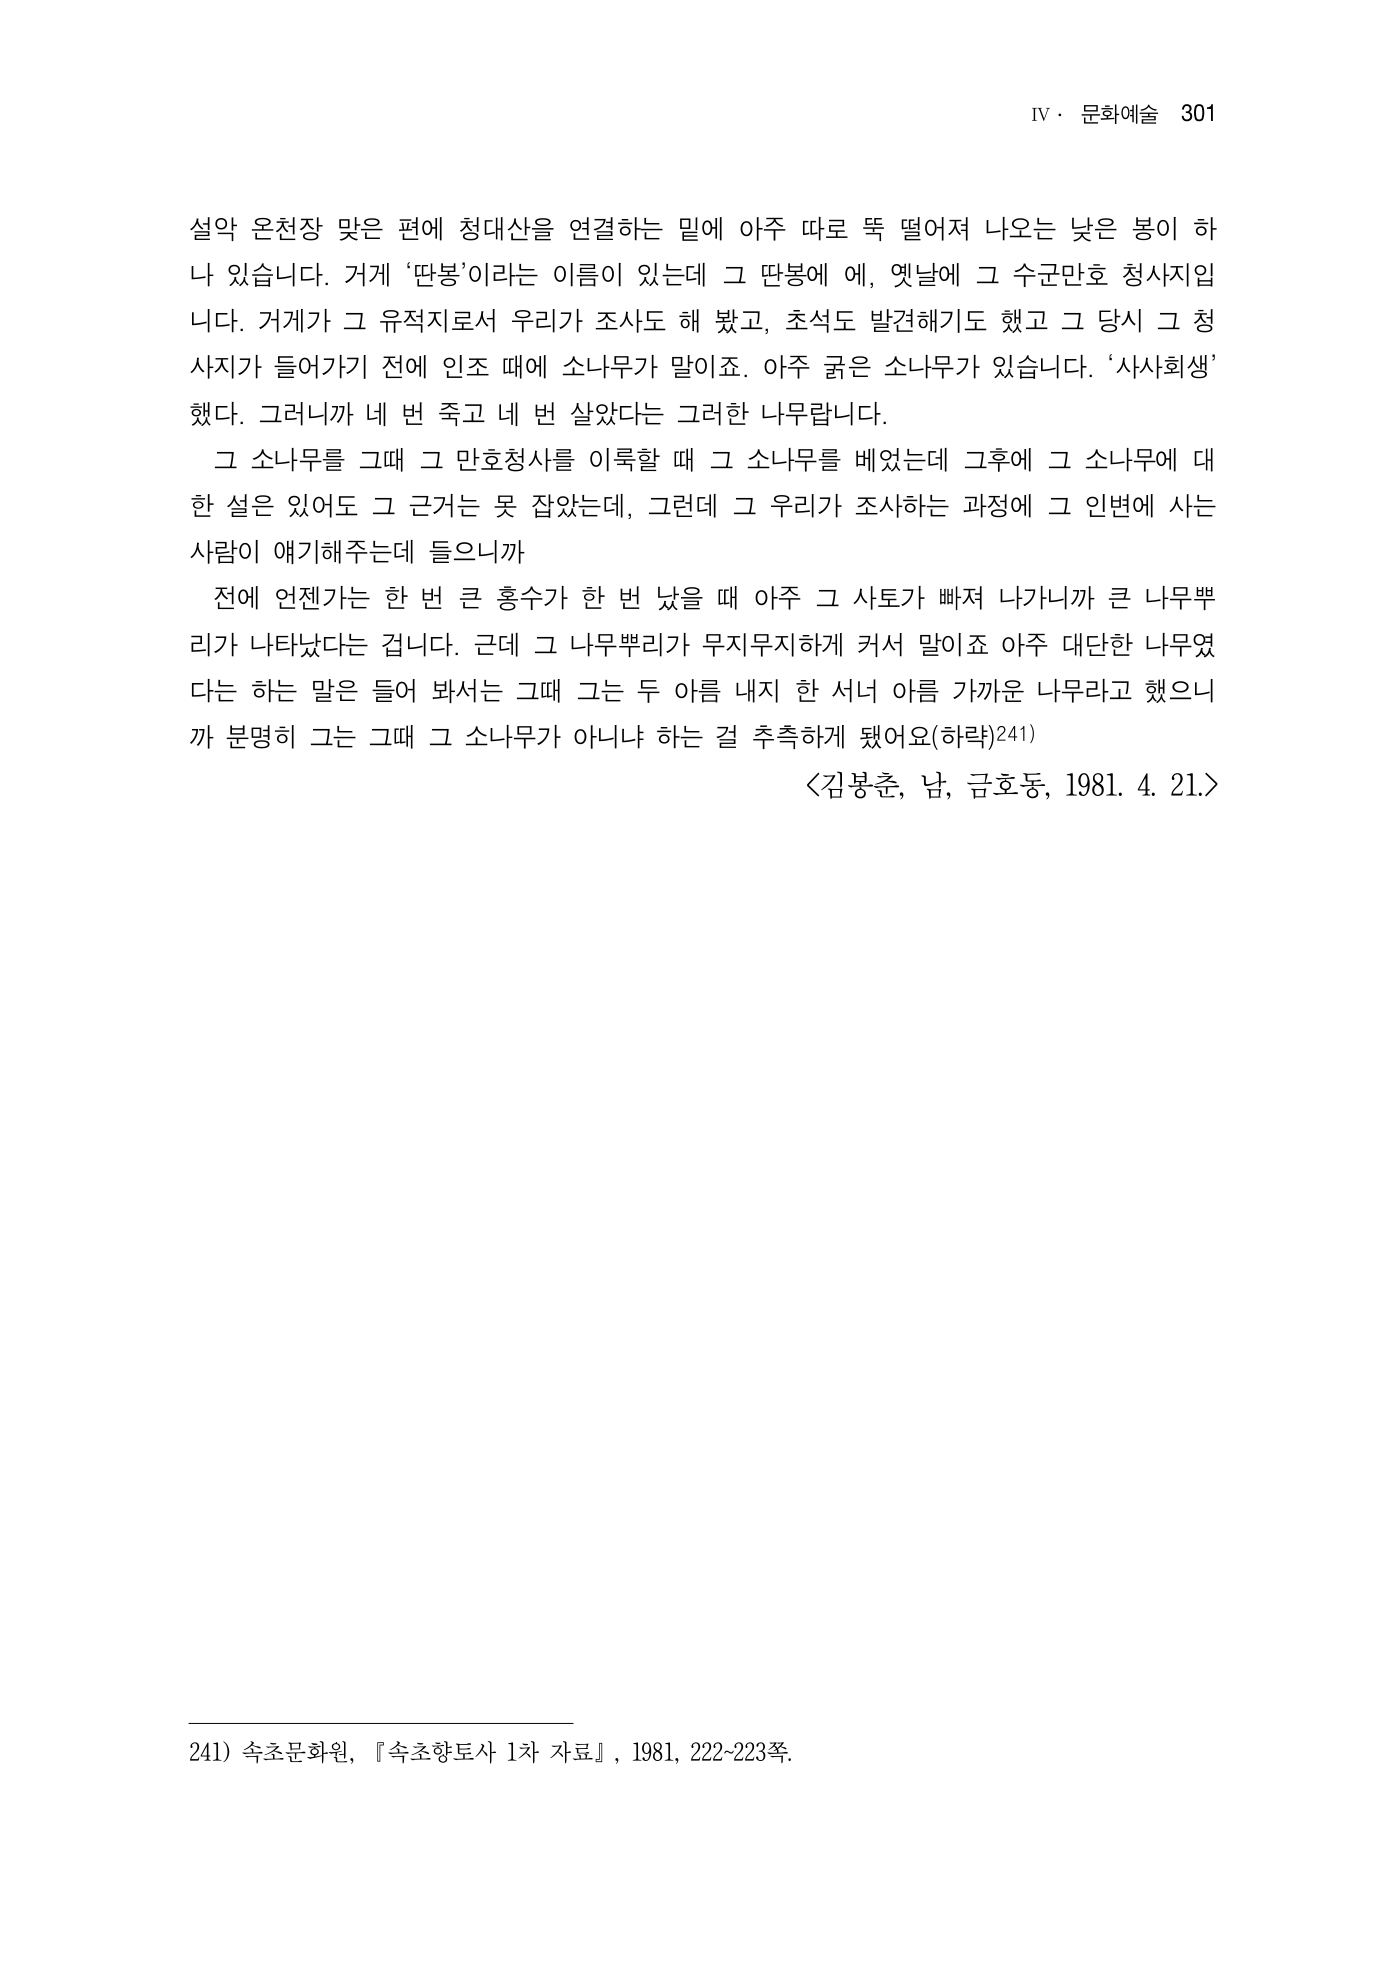 Ⅳ · 문화예술 301
설악 온천장 맞은 편에 청대산을 연결하는 밑에 아주 따로 뚝 떨어져 나오는 낮은 봉이 하
나 있습니다. 거게 ‘딴봉’이라는 이름이 있는데 그 딴봉에 에, 옛날에 그 수군만호 청사지입
니다. 거게가 그 유적지로서 우리가 조사도 해 봤고, 초석도 발견해기도 했고 그 당시 그 청
사지가 들어가기 전에 인조 때에 소나무가 말이죠. 아주 굵은 소나무가 있습니다. ‘사사회생’
했다. 그러니까 네 번 죽고 네 번 살았다는 그러한 나무랍니다.
그 소나무를 그때 그 만호청사를 이룩할 때 그 소나무를 베었는데 그후에 그 소나무에 대
한 설은 있어도 그 근거는 못 잡았는데, 그런데 그 우리가 조사하는 과정에 그 인변에 사는
사람이 얘기해주는데 들으니까
전에 언젠가는 한 번 큰 홍수가 한 번 났을 때 아주 그 사토가 빠져 나가니까 큰 나무뿌
리가 나타났다는 겁니다. 근데 그 나무뿌리가 무지무지하게 커서 말이죠 아주 대단한 나무였
다는 하는 말은 들어 봐서는 그때 그는 두 아름 내지 한 서너 아름 가까운 나무라고 했으니
까 분명히 그는 그때 그 소나무가 아니냐 하는 걸 추측하게 됐어요(하략)241)
<김봉춘, 남, 금호동, 1981. 4. 21.>
241) 속초문화원, 『속초향토사 1차 자료』, 1981, 222~223쪽.